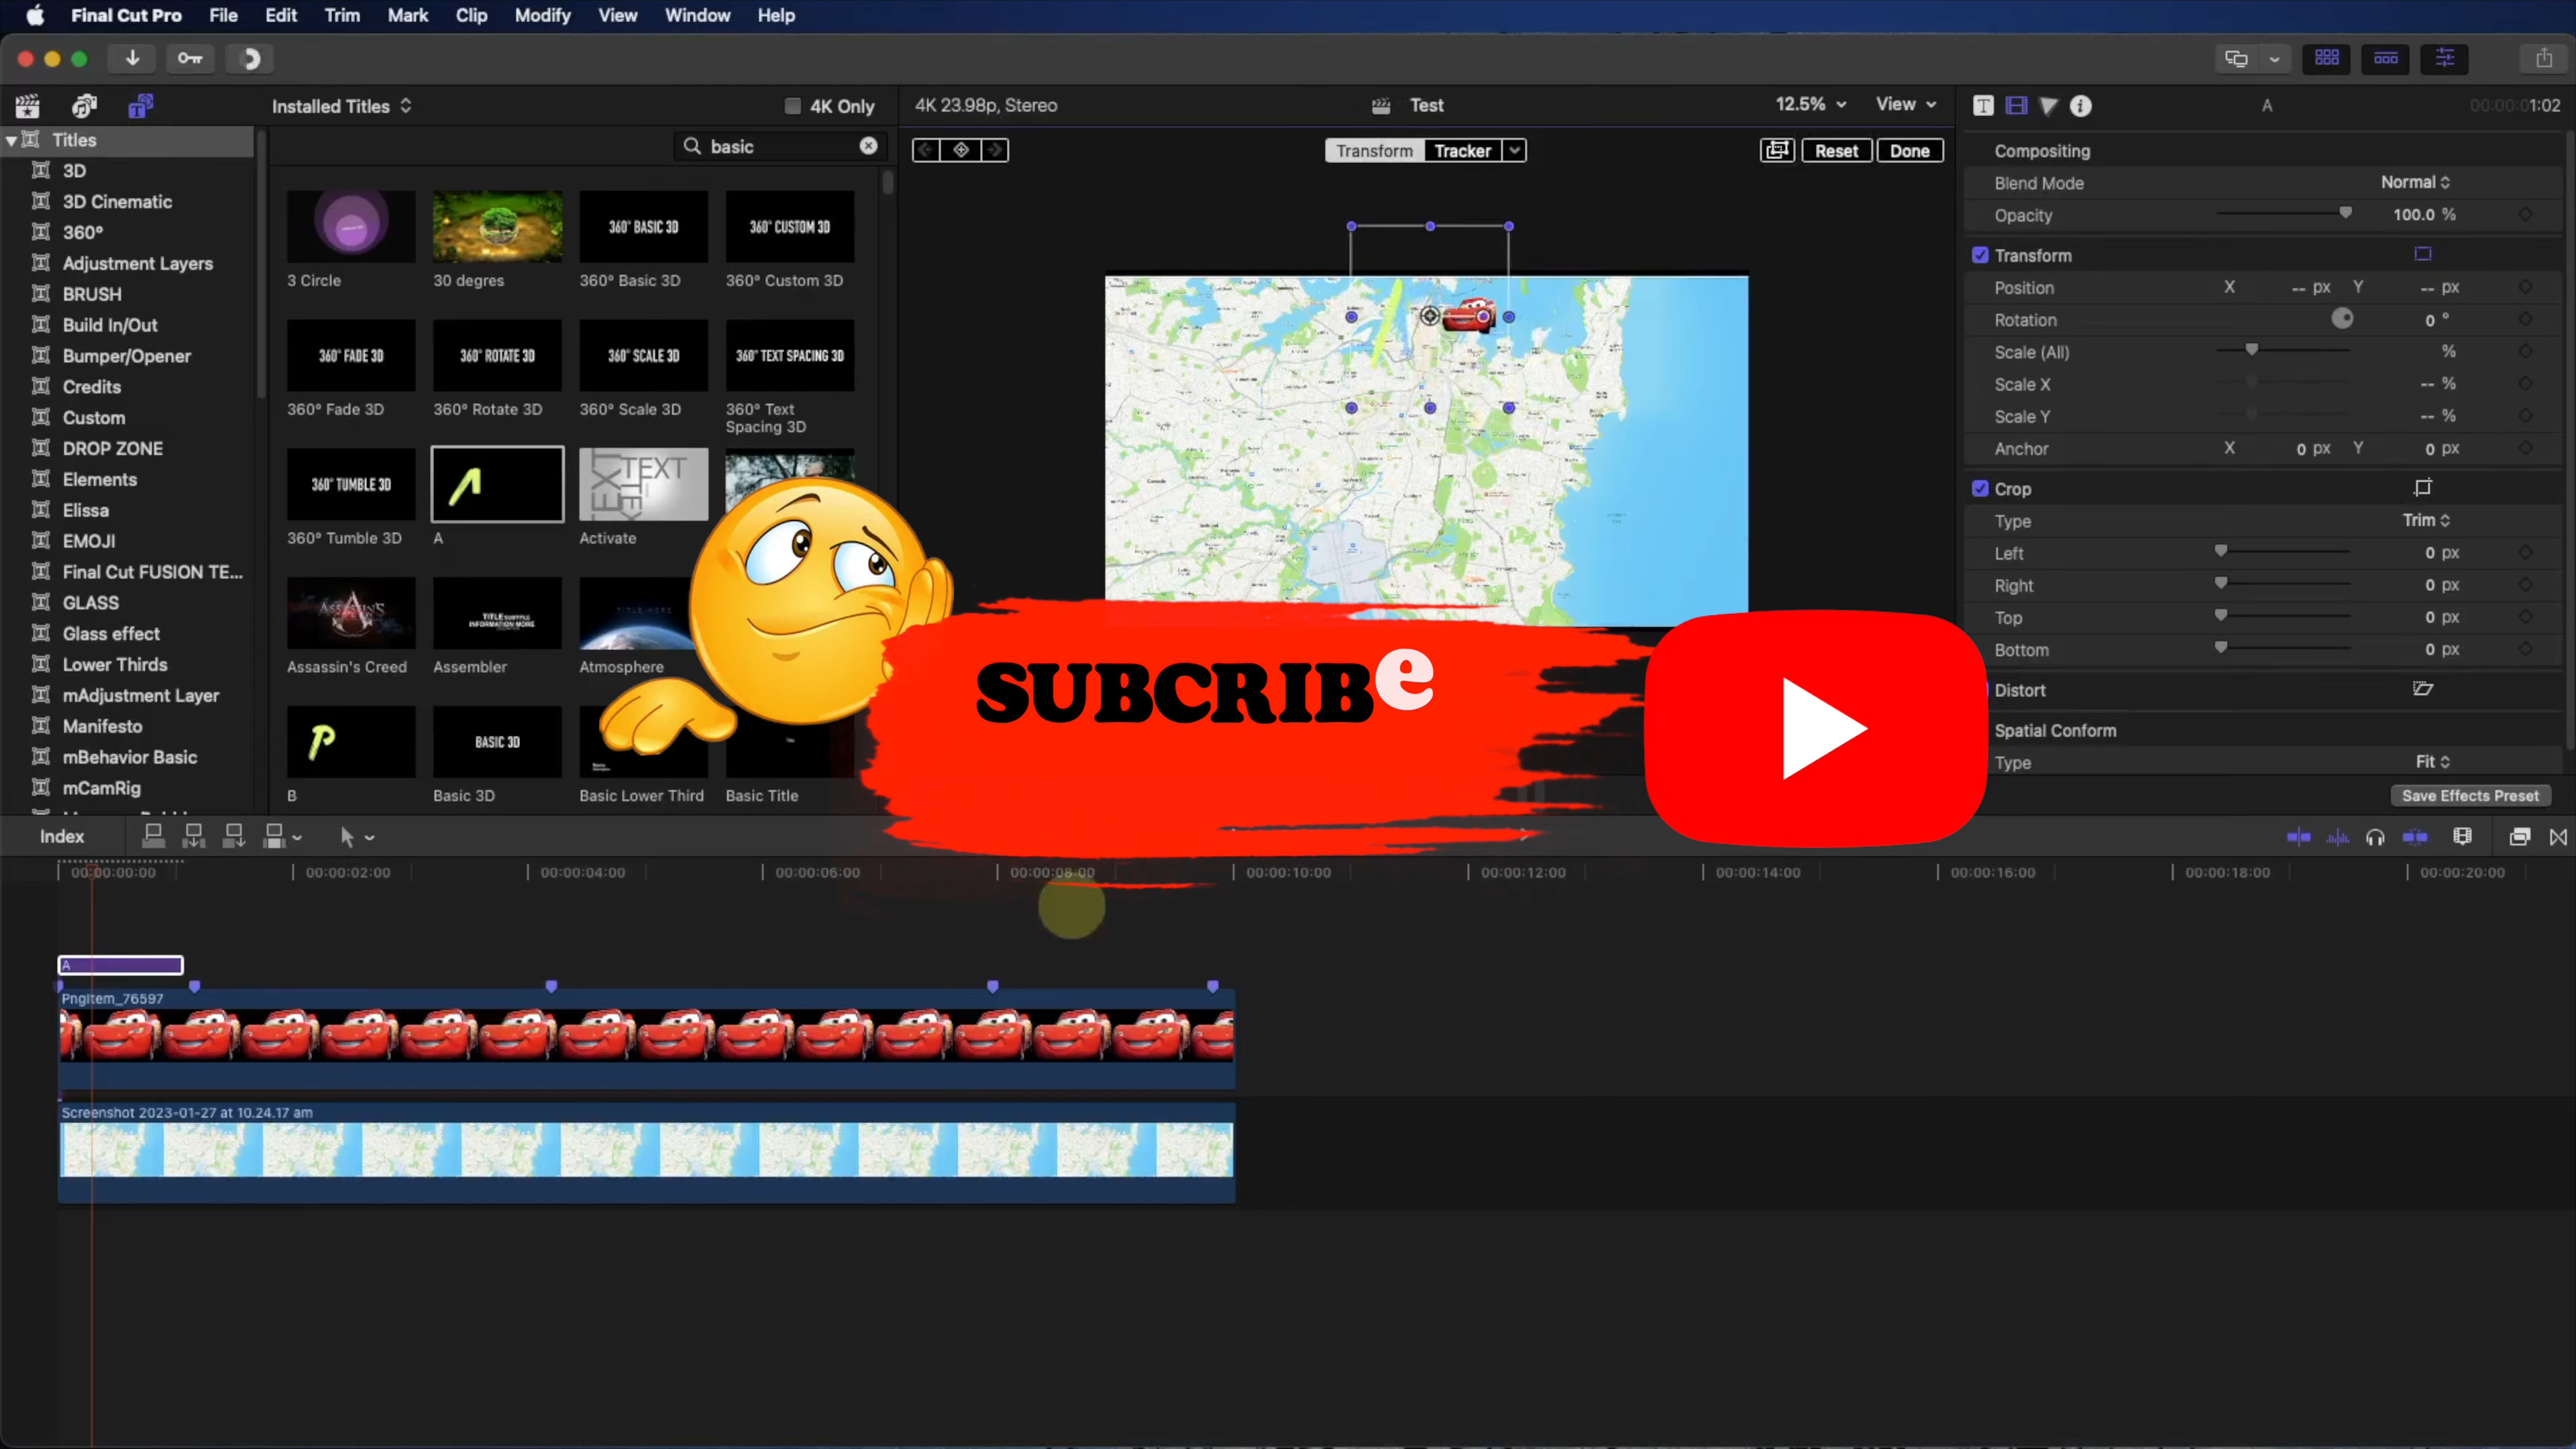 Final Cut Pro File Edit Trim Mark Clip Modify View Window Help
Installed Titles
4K Only
4K 23.98p, Stereo
Test
12.5%
View
A
00:00:01:02
basic
Transform
Tracker
Reset
Done
Titles
3D
3D Cinematic
360°
Adjustment Layers
BRUSH
Build In/Out
Bumper/Opener
Credits
Custom
DROP ZONE
Elements
Elissa
EMOJI
Final Cut FUSION TE...
GLASS
Glass effect
Lower Thirds
mAdjustment Layer
Manifesto
mBehavior Basic
mCamRig
360° BASIC 3D
360° CUSTOM 3D
3 Circle
30 degres
360° Basic 3D
360° Custom 3D
360° FADE 3D
360° ROTATE 3D
360° SCALE 3D
360° TEXT SPACING 3D
360° Fade 3D
360° Rotate 3D
360° Scale 3D
360° Text
Spacing 3D
360° TUMBLE 3D
TEXT
360° Tumble 3D
A
Activate
ASSASSIN'S
CREED
TITLE SUBTITLE
INFORMATION MORE
TITLE HERE
Assassin's Creed
Assembler
Atmosphere
BASIC 3D
B
Basic 3D
Basic Lower Third
Basic Title
SUBCRIBe
Compositing
Blend Mode
Normal
Opacity
100.0 %
Transform
Position
X -- px Y -- px
Rotation
0 °
Scale (All)
%
Scale X
-- %
Scale Y
-- %
Anchor
X 0 px Y 0 px
Crop
Type
Trim
Left
0 px
Right
0 px
Top
0 px
Bottom
0 px
Distort
Spatial Conform
Type
Fit
Save Effects Preset
Index
00:00:00:00
00:00:02:00
00:00:04:00
00:00:06:00
00:00:08:00
00:00:10:00
00:00:12:00
00:00:14:00
00:00:16:00
00:00:18:00
00:00:20:00
A
PngItem_76597
Screenshot 2023-01-27 at 10.24.17 am